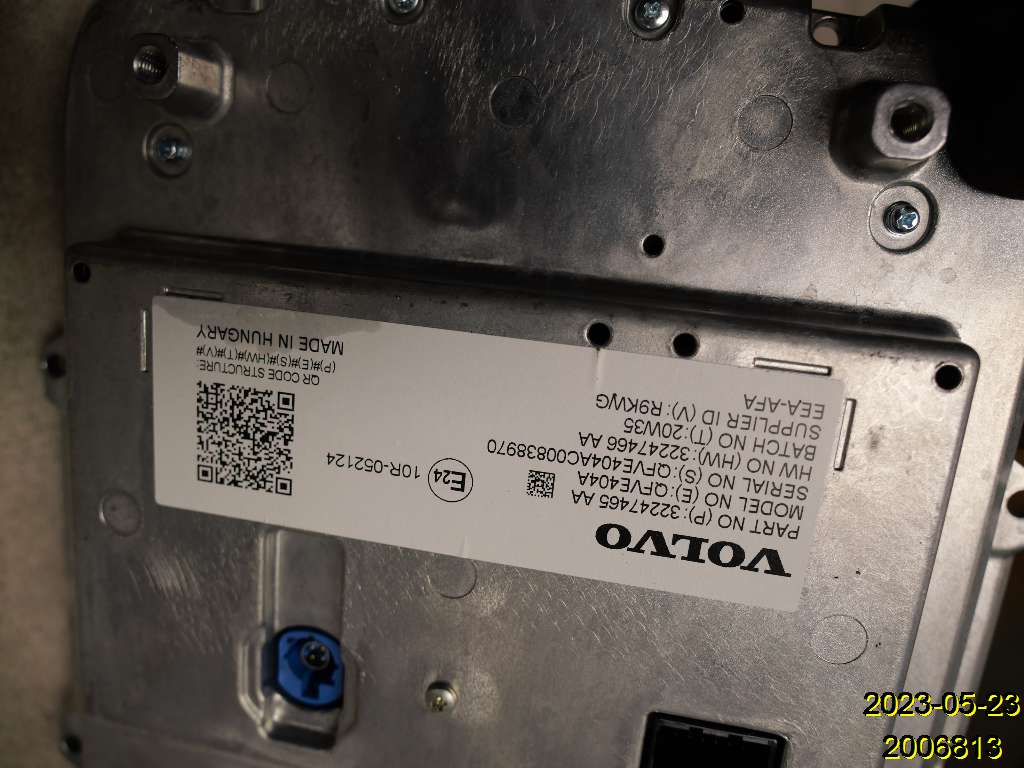 VOLVO
PART NO (P): 32247465 AA
MODEL NO (E): QFVE404A
SERIAL NO (S): QFVE404AC00838970
HW NO (HW): 32247466 AA
BATCH NO (T): 20W35
SUPPLIER ID (V): R9KWG
EEA-AFA
E24
10R-052124
QR CODE STRUCTURE:
(P)#(E)#(S)#(HW)#(T)#(V)#
MADE IN HUNGARY
2023-05-23
2006813